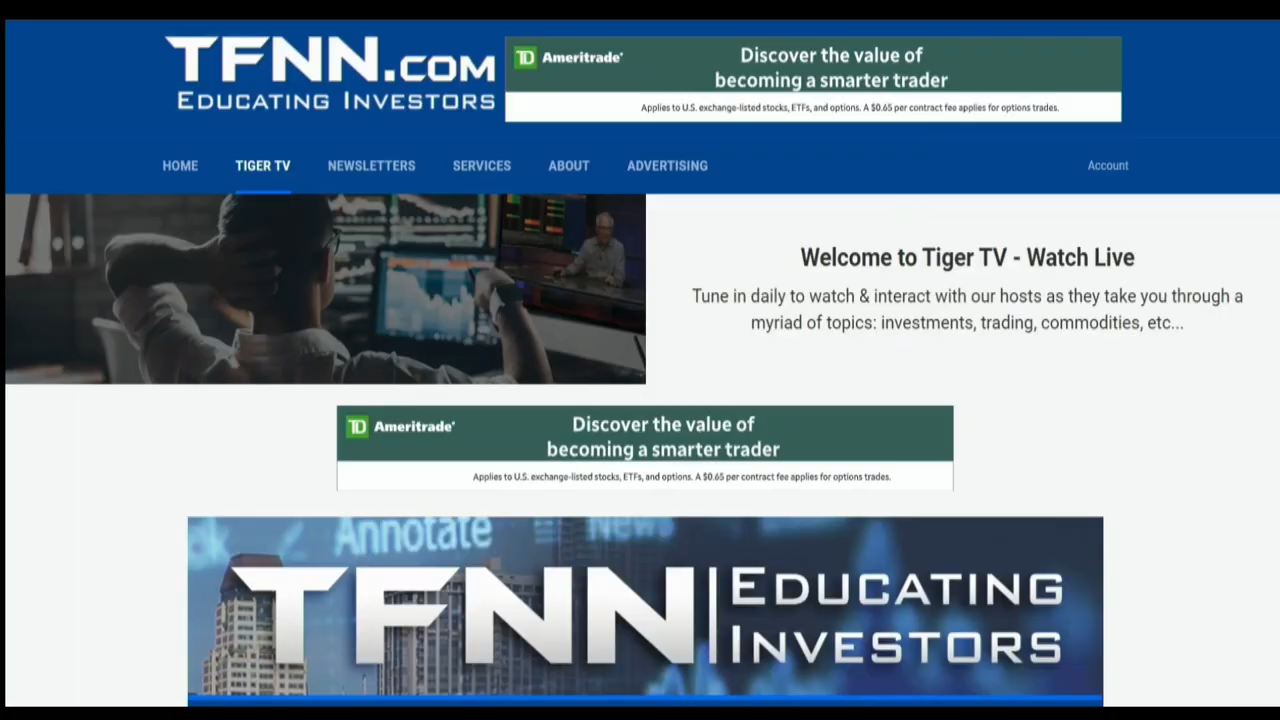 TFNN.COM
EDUCATING INVESTORS
TD Ameritrade®
Discover the value of
becoming a smarter trader
Applies to U.S. exchange-listed stocks, ETFs, and options. A $0.65 per contract fee applies for options trades.
HOME TIGER TV NEWSLETTERS SERVICES ABOUT ADVERTISING Account
Welcome to Tiger TV - Watch Live
Tune in daily to watch & interact with our hosts as they take you through a
myriad of topics: investments, trading, commodities, etc...
TD Ameritrade®
Discover the value of
becoming a smarter trader
Applies to U.S. exchange-listed stocks, ETFs, and options. A $0.65 per contract fee applies for options trades.
Annotate News
TFNN
EDUCATING
INVESTORS